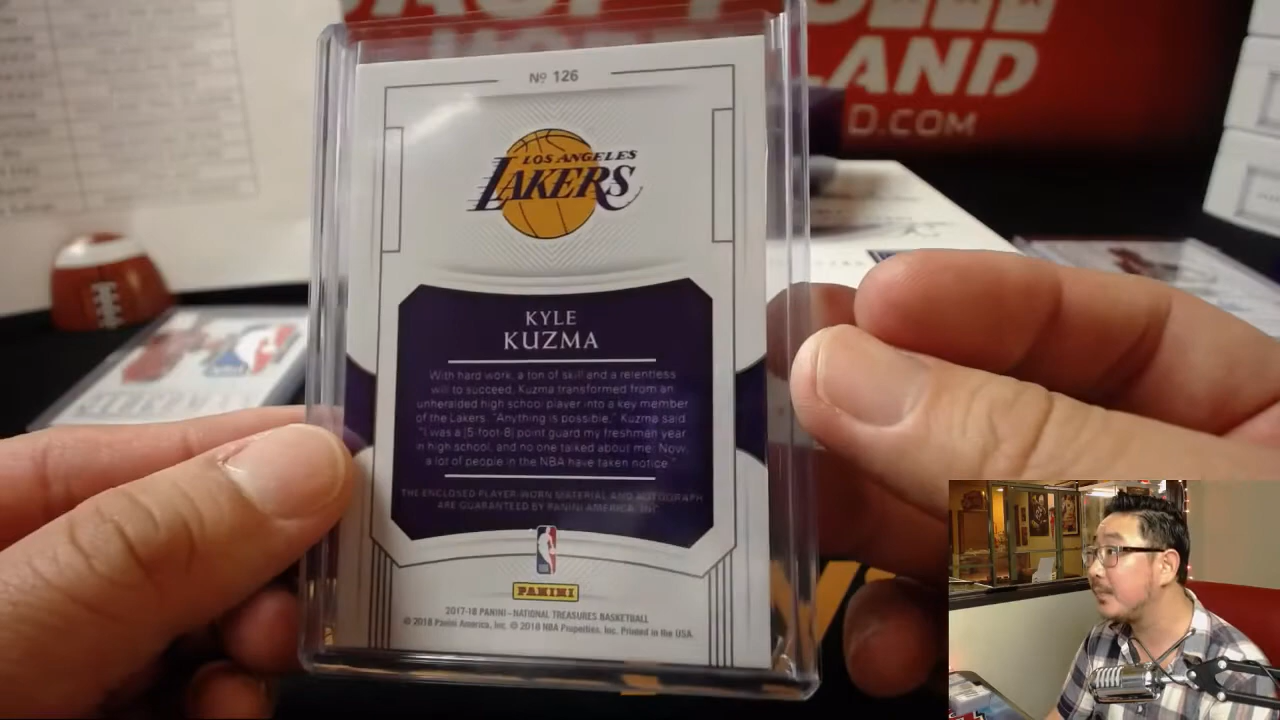 LAND
D.COM
Nº 126
LOS ANGELES
LAKERS
KYLE
KUZMA
With hard work, a ton of skill and a relentless
will to succeed, Kuzma transformed from an
unheralded high school player into a key member
of the Lakers. "Anything is possible," Kuzma said.
"I was a [5-foot-8] point guard my freshman year
in high school, and no one talked about me. Now,
a lot of people in the NBA have taken notice."
THE ENCLOSED PLAYER-WORN MATERIAL AND AUTOGRAPH
ARE GUARANTEED BY PANINI AMERICA, INC.
PANINI
2017-18 PANINI – NATIONAL TREASURES BASKETBALL
© 2018 Panini America, Inc. © 2018 NBA Properties, Inc. Printed in the USA.